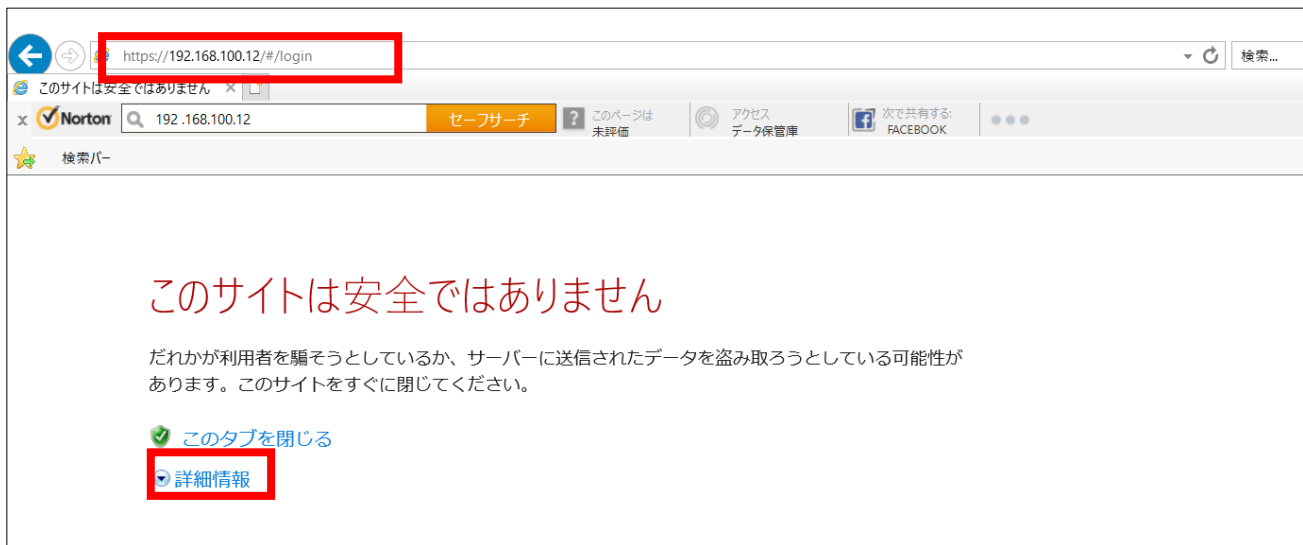 https://192.168.100.12/#/login
検索...
このサイトは安全ではありません
x Norton 192 .168.100.12 セーフサーチ ? このページは 未評価 アクセス データ保管庫 次で共有する: FACEBOOK
検索バー
このサイトは安全ではありません
だれかが利用者を騙そうとしているか、サーバーに送信されたデータを盗み取ろうとしている可能性が
あります。このサイトをすぐに閉じてください。
このタブを閉じる
詳細情報